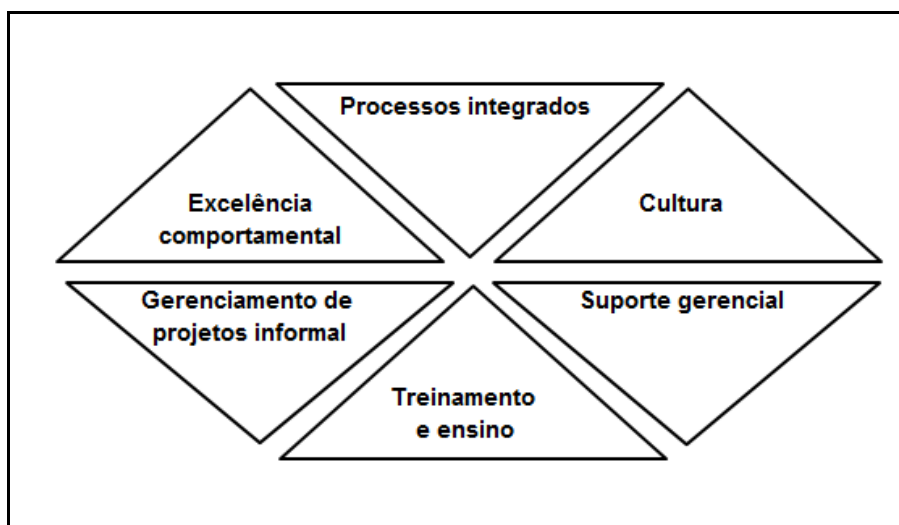 Processos integrados
Excelência
comportamental
Cultura
Gerenciamento de
projetos informal
Suporte gerencial
Treinamento
e ensino